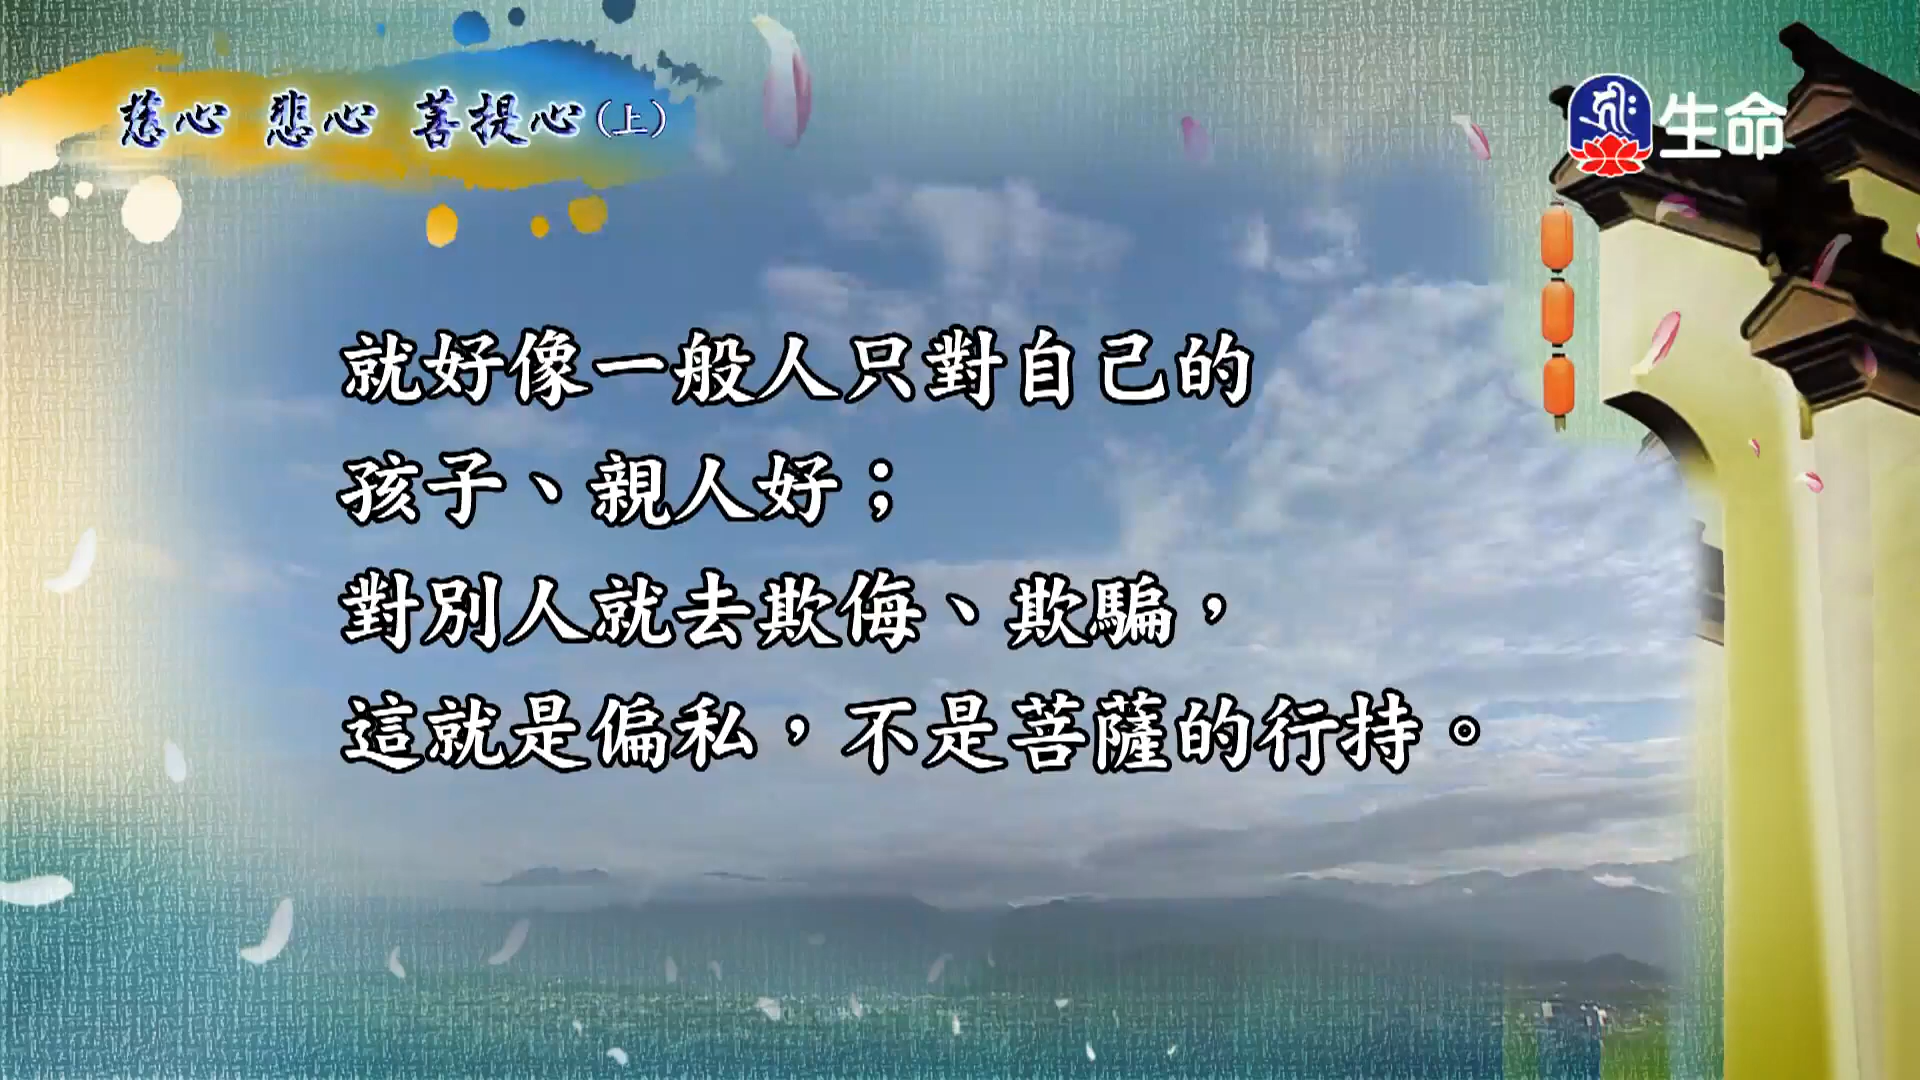 慈心 悲心 菩提心(上)
生命
就好像一般人只對自己的
孩子、親人好；
對別人就去欺侮、欺騙，
這就是偏私，不是菩薩的行持。